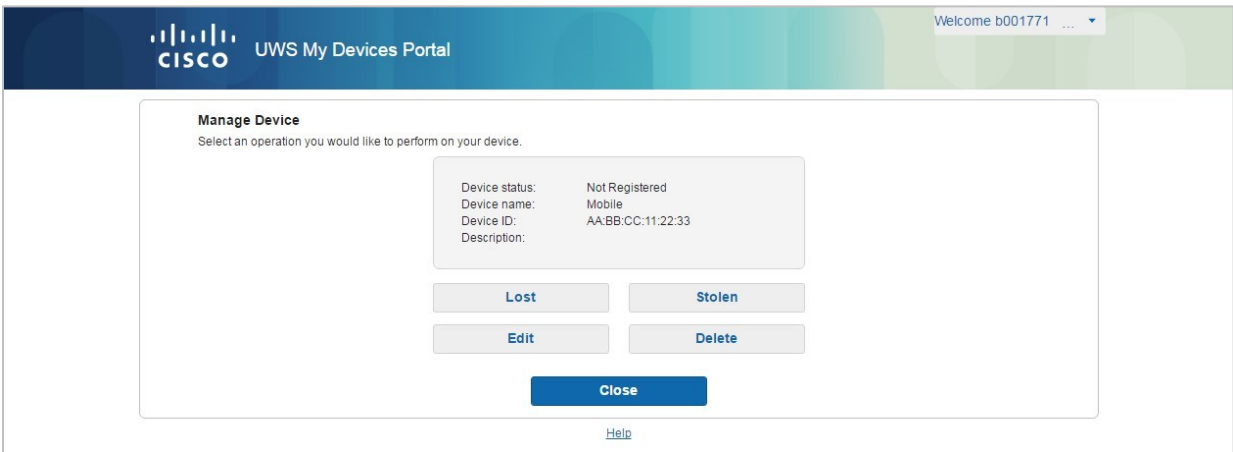 Welcome b001771 ...
CISCO UWS My Devices Portal
Manage Device
Select an operation you would like to perform on your device.
Device status: Not Registered
Device name: Mobile
Device ID: AA:BB:CC:11:22:33
Description:
Lost Stolen
Edit Delete
Close
Help